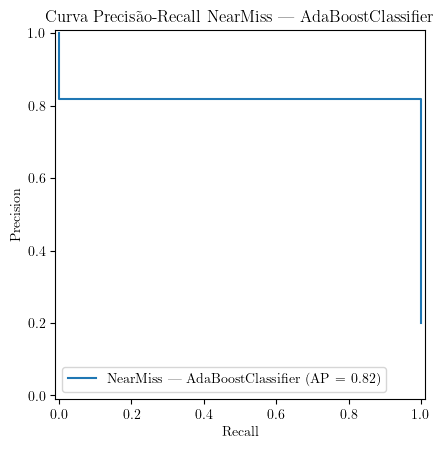 Curva Precisão-Recall NearMiss — AdaBoostClassifier
1.0
0.8
0.6
0.4
0.2
0.0
Precision
NearMiss — AdaBoostClassifier (AP = 0.82)
0.0 0.2 0.4 0.6 0.8 1.0
Recall